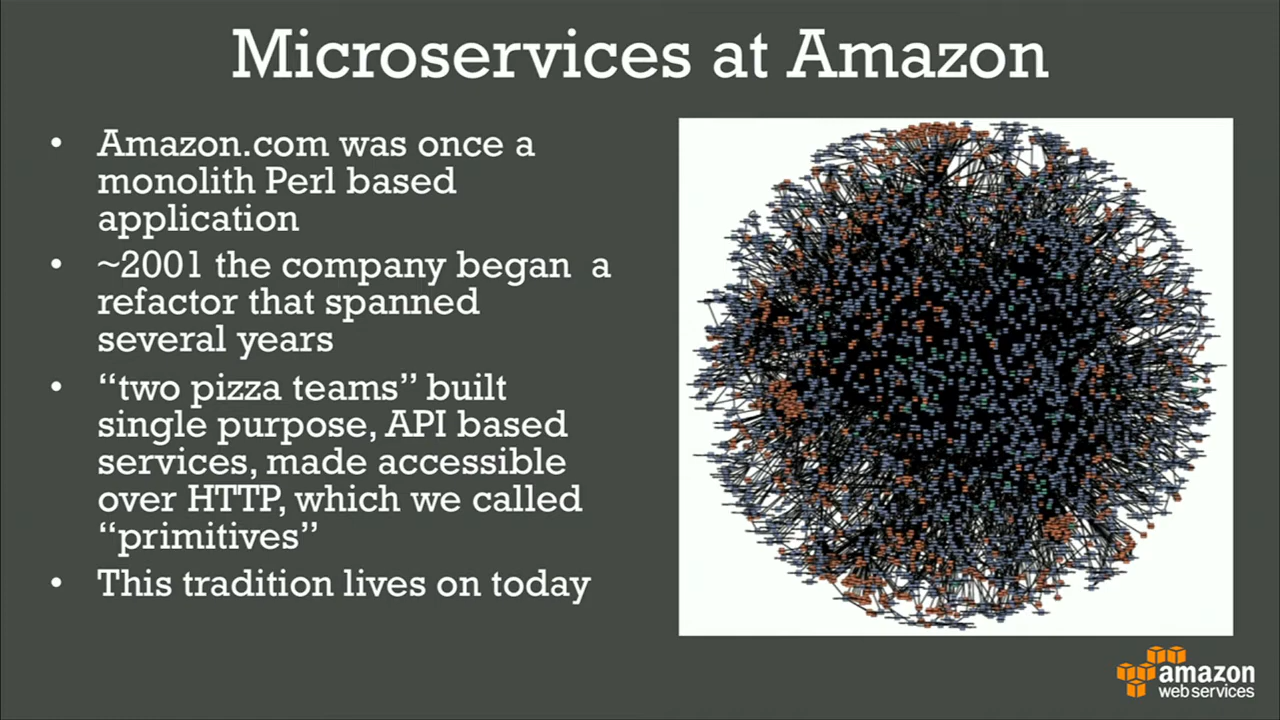 Microservices at Amazon
• Amazon.com was once a
monolith Perl based
application
• ~2001 the company began  a
refactor that spanned
several years
• “two pizza teams” built
single purpose, API based
services, made accessible
over HTTP, which we called
“primitives”
• This tradition lives on today
amazon
web services